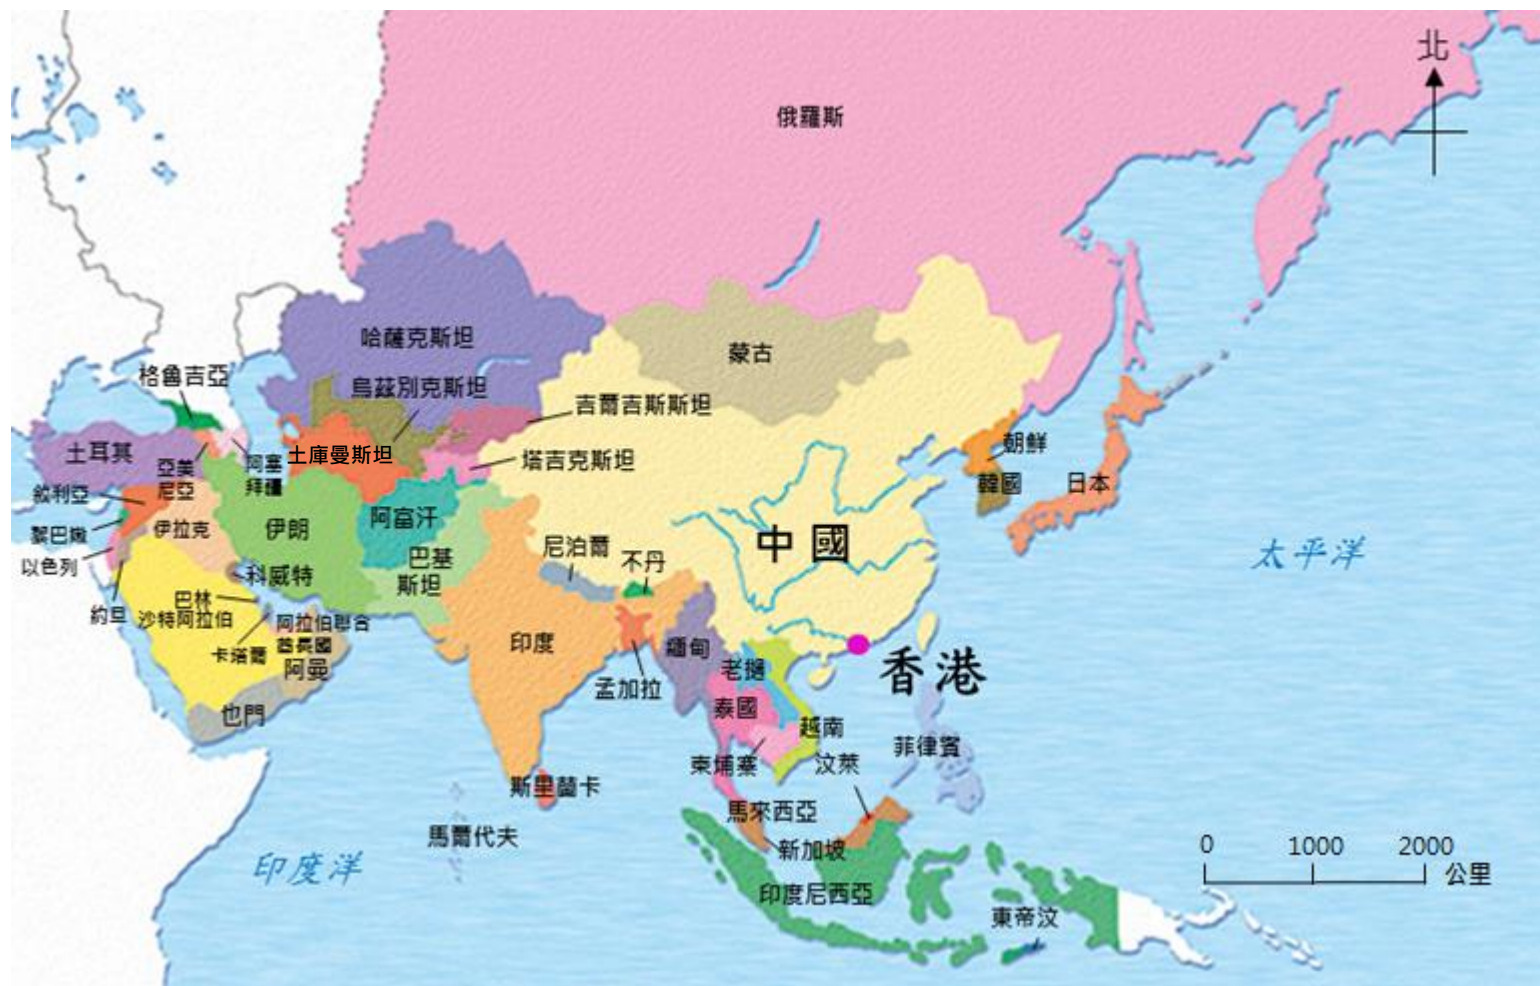 北
俄羅斯
哈薩克斯坦
蒙古
格魯吉亞
烏茲別克斯坦
吉爾吉斯斯坦
土耳其
亞美
尼亞
阿塞
拜疆
土庫曼斯坦
塔吉克斯坦
朝鮮
韓國
日本
敘利亞
黎巴嫩
伊拉克
伊朗
阿富汗
巴基
斯坦
尼泊爾
不丹
中國
太平洋
以色列
科威特
約旦
巴林
沙特阿拉伯
卡塔爾
阿拉伯聯合
酋長國
阿曼
也門
印度
孟加拉
緬甸
老撾
泰國
香港
越南
柬埔寨
汶萊
菲律賓
斯里蘭卡
馬爾代夫
馬來西亞
新加坡
印度尼西亞
東帝汶
印度洋
0 1000 2000
公里